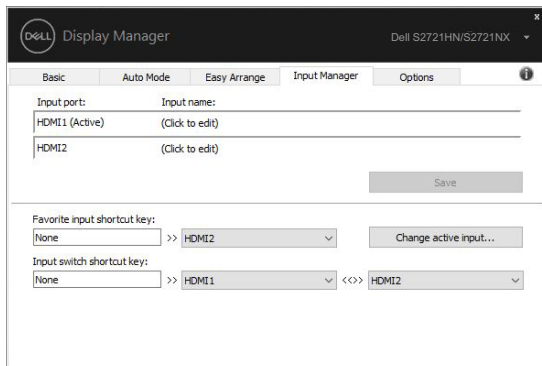 x
DELL Display Manager
Dell S2721HN/S2721NX
Basic Auto Mode Easy Arrange Input Manager Options
Input port: Input name:
HDMI1 (Active) (Click to edit)
HDMI2 (Click to edit)
Save
Favorite input shortcut key:
None >> HDMI2 Change active input...
Input switch shortcut key:
None >> HDMI1 <<>> HDMI2